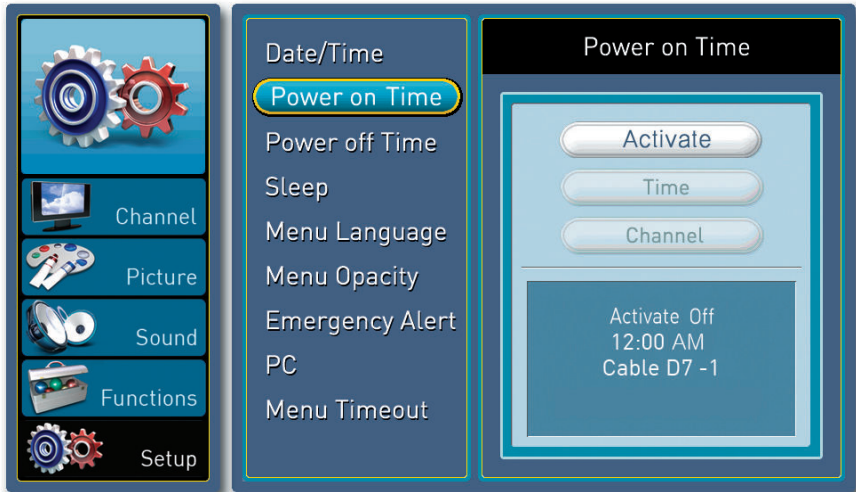 Channel
Picture
Sound
Functions
Setup
Date/Time
Power on Time
Power off Time
Sleep
Menu Language
Menu Opacity
Emergency Alert
PC
Menu Timeout
Power on Time
Activate
Time
Channel
Activate Off
12:00 AM
Cable D7 -1